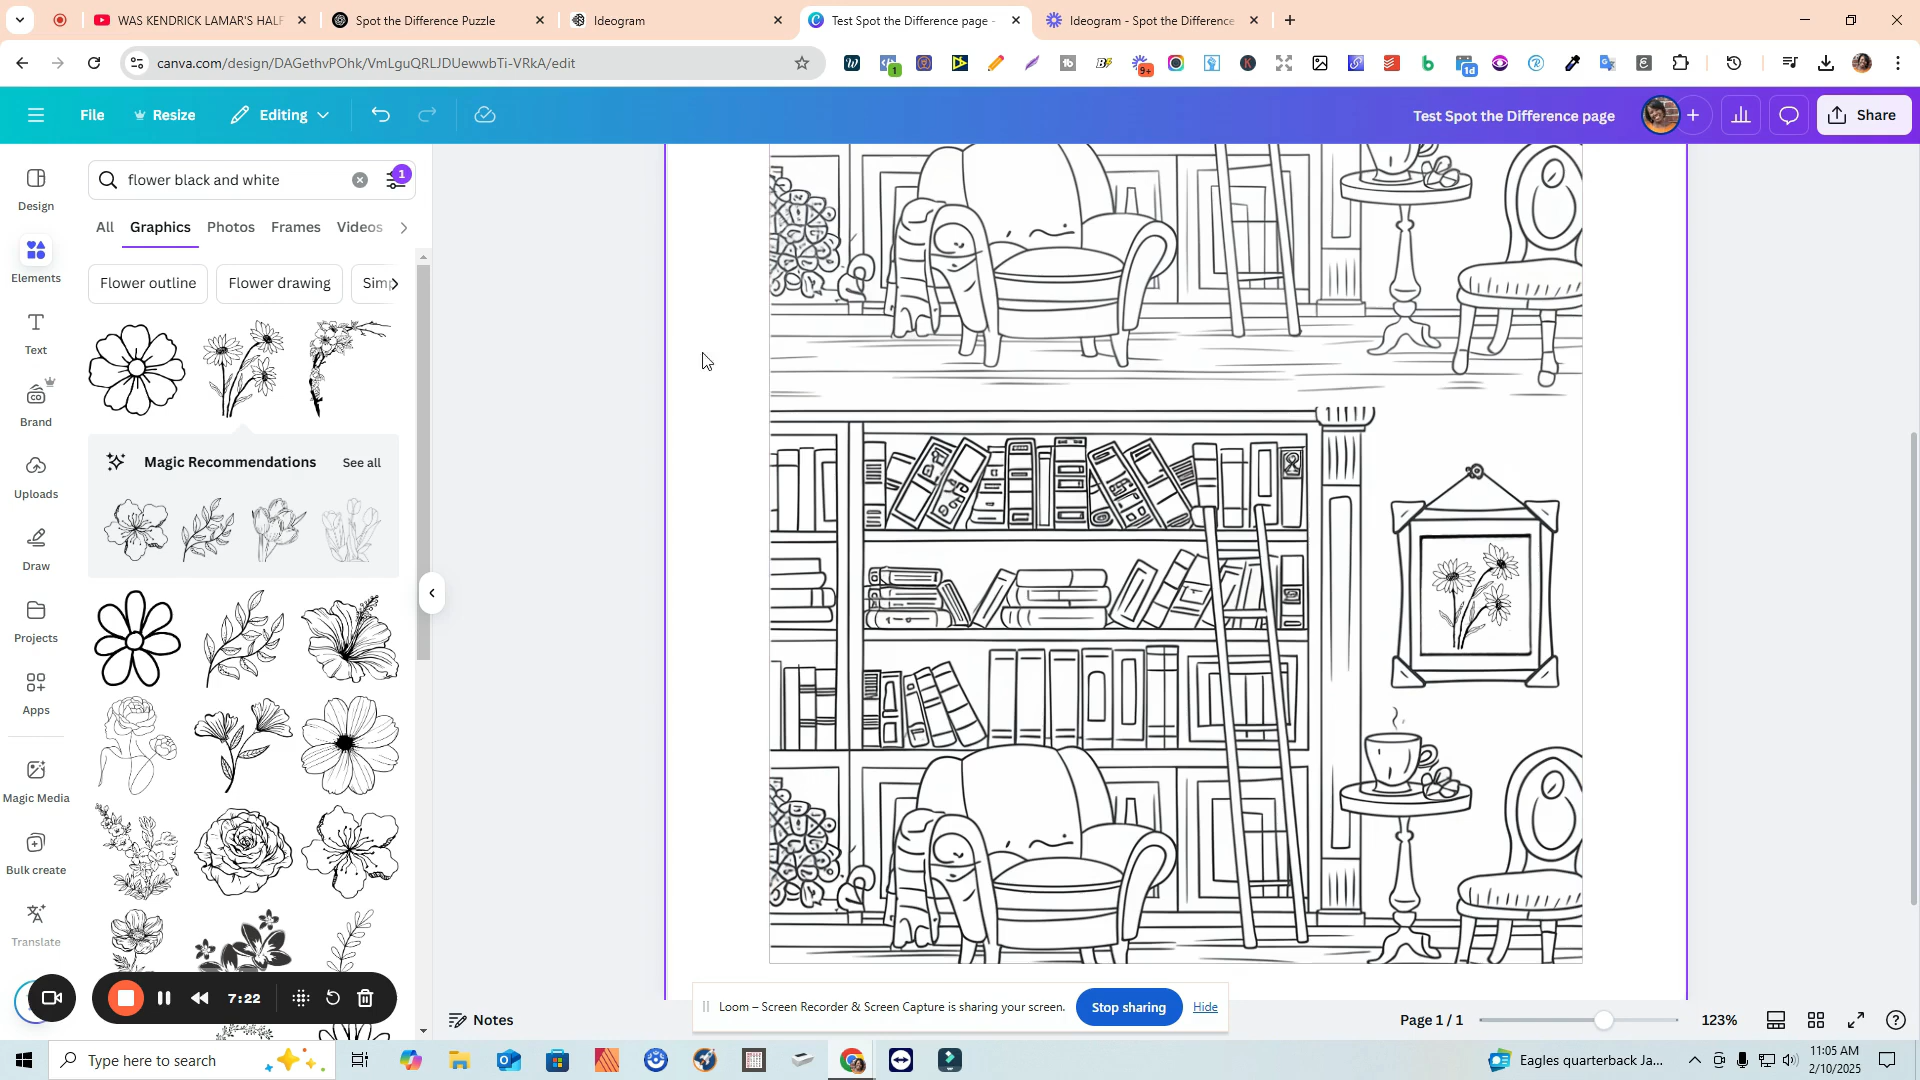 WAS KENDRICK LAMAR'S HALF
Spot the Difference Puzzle
Ideogram
Test Spot the Difference page -
Ideogram - Spot the Difference
canva.com/design/DAGethvPOhk/VmLguQRLJDUewwbTi-VRkA/edit
1
9+
1d
File
Resize
Editing
Test Spot the Difference page
Share
Design
Elements
Text
Brand
Uploads
Draw
Projects
Apps
Magic Media
Bulk create
Translate
flower black and white
1
All
Graphics
Photos
Frames
Videos
Flower outline
Flower drawing
Simp
Magic Recommendations
See all
7:22
Notes
Loom – Screen Recorder & Screen Capture is sharing your screen.
Stop sharing
Hide
Page 1 / 1
123%
Type here to search
Eagles quarterback Ja...
11:05 AM
2/10/2025